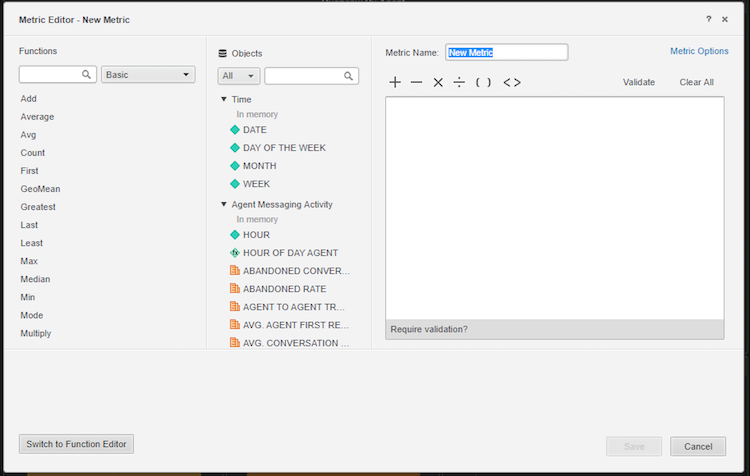 Metric Editor - New Metric
?
Functions
Basic
Add
Average
Avg
Count
First
GeoMean
Greatest
Last
Least
Max
Median
Min
Mode
Multiply
Objects
All
Time
In memory
DATE
DAY OF THE WEEK
MONTH
WEEK
Agent Messaging Activity
In memory
HOUR
HOUR OF DAY AGENT
ABANDONED CONVER...
ABANDONED RATE
AGENT TO AGENT TR...
AVG. AGENT FIRST RE...
AVG. CONVERSATION ...
Metric Name: New Metric
Metric Options
+ − × ÷ ( ) < >
Validate
Clear All
Require validation?
Switch to Function Editor
Save
Cancel